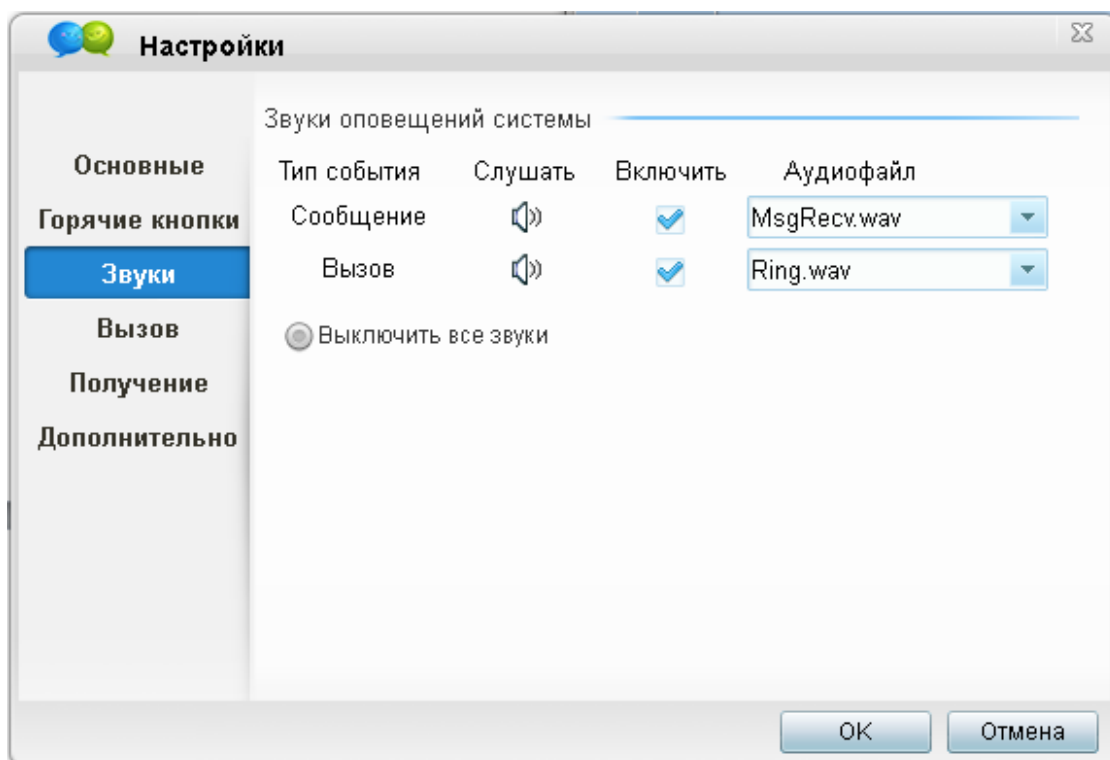 Настройки
Звуки оповещений системы
Основные
Тип события Слушать Включить Аудиофайл
Горячие кнопки
Сообщение MsgRecv.wav
Звуки
Вызов Ring.wav
Вызов
Выключить все звуки
Получение
Дополнительно
OK Отмена